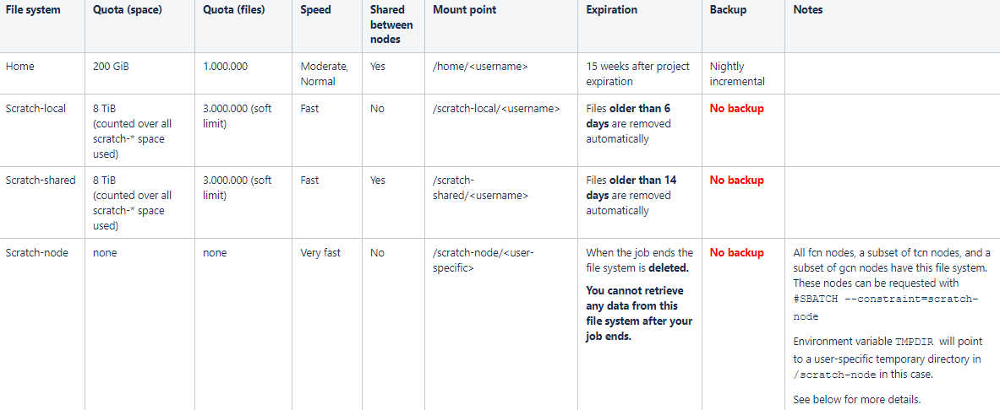 File system Quota (space) Quota (files) Speed Shared between nodes Mount point Expiration Backup Notes
Home
200 GiB
1.000.000
Moderate,
Normal
Yes
/home/<username>
15 weeks after project
expiration
Nightly
incremental
Scratch-local
8 TiB
(counted over all
scratch-* space
used)
3.000.000 (soft
limit)
Fast
No
/scratch-local/<username>
Files older than 6
days are removed
automatically
No backup
Scratch-shared
8 TiB
(counted over all
scratch-* space
used)
3.000.000 (soft
limit)
Fast
Yes
/scratch-
shared/<username>
Files older than 14
days are removed
automatically
No backup
Scratch-node
none
none
Very fast
No
/scratch-node/<user-
specific>
When the job ends the
file system is deleted.
You cannot retrieve
any data from this
file system after your
job ends.
No backup
All fcn nodes, a subset of tcn nodes, and a
subset of gcn nodes have this file system.
These nodes can be requested with
#SBATCH --constraint=scratch-
node
Environment variable TMPDIR will point
to a user-specific temporary directory in
/scratch-node in this case.
See below for more details.